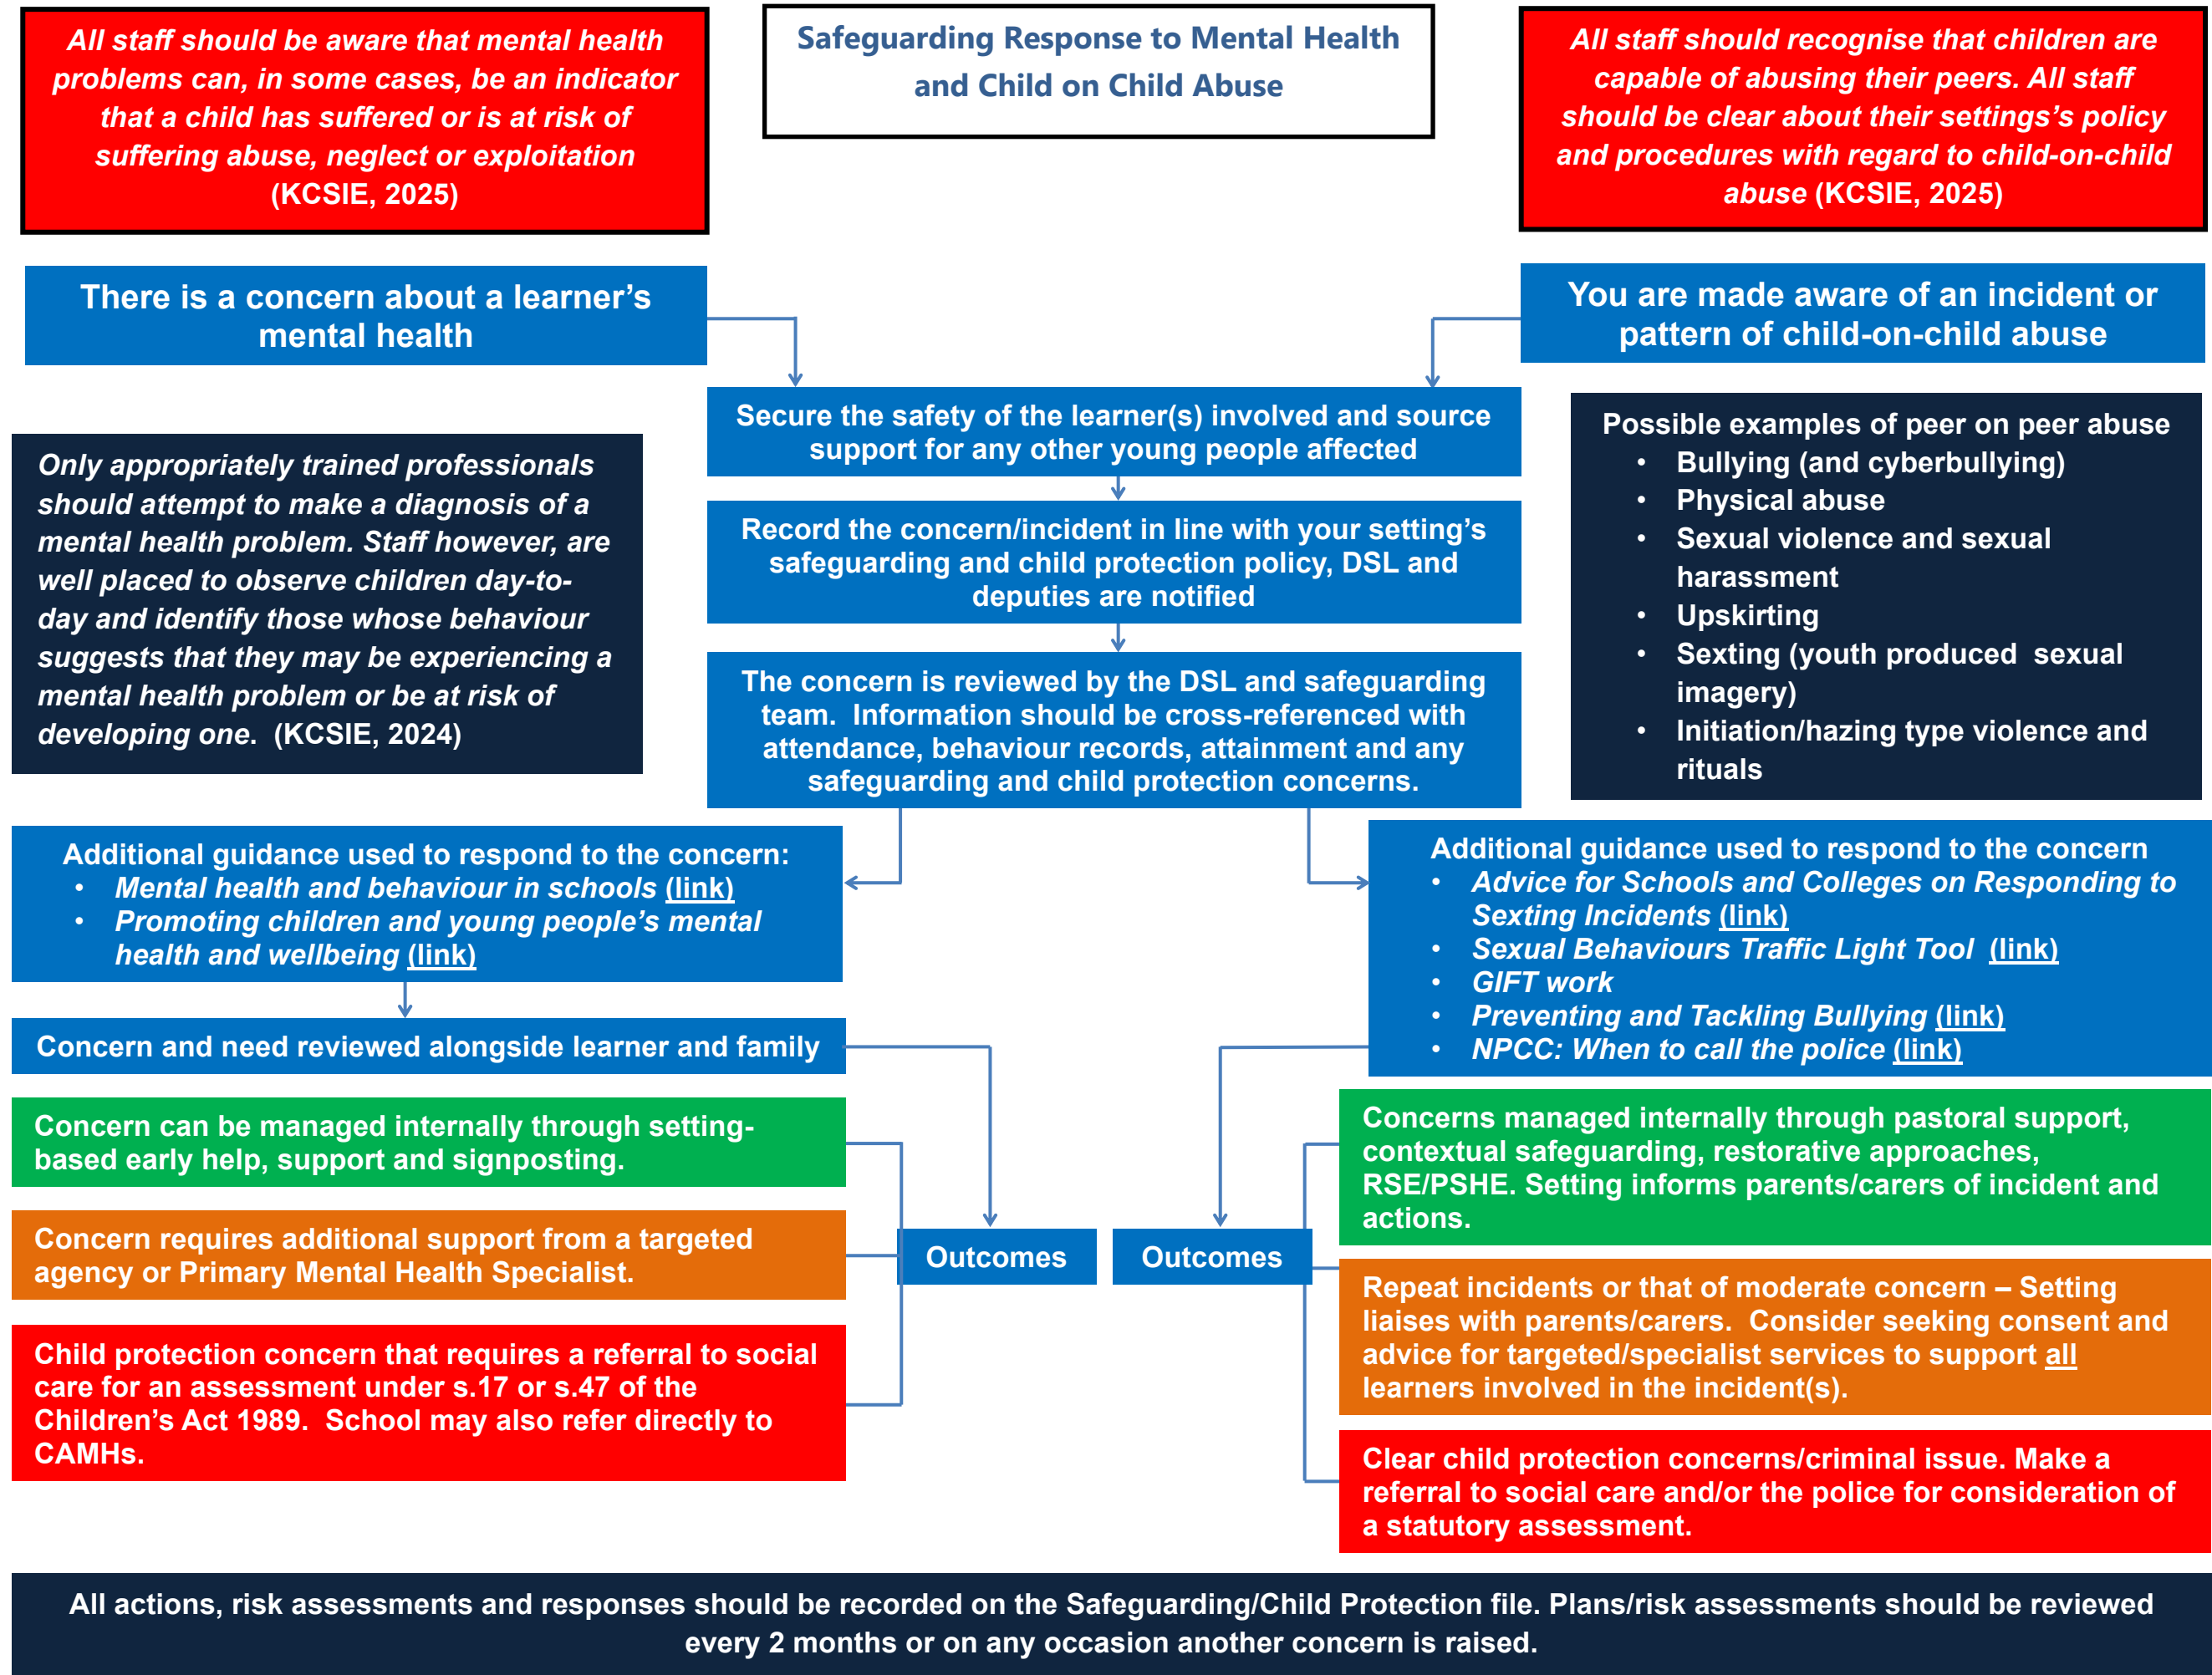 All staff should be aware that mental health
problems can, in some cases, be an indicator
that a child has suffered or is at risk of
suffering abuse, neglect or exploitation
(KCSIE, 2025)
Safeguarding Response to Mental Health
and Child on Child Abuse
All staff should recognise that children are
capable of abusing their peers. All staff
should be clear about their settings's policy
and procedures with regard to child-on-child
abuse (KCSIE, 2025)
There is a concern about a learner's
mental health
You are made aware of an incident or
pattern of child-on-child abuse
Secure the safety of the learner(s) involved and source
support for any other young people affected
Only appropriately trained professionals
should attempt to make a diagnosis of a
mental health problem. Staff however, are
well placed to observe children day-to-
day and identify those whose behaviour
suggests that they may be experiencing a
mental health problem or be at risk of
developing one. (KCSIE, 2024)
Record the concern/incident in line with your setting's
safeguarding and child protection policy, DSL and
deputies are notified
Possible examples of peer on peer abuse
• Bullying (and cyberbullying)
• Physical abuse
• Sexual violence and sexual
harassment
• Upskirting
• Sexting (youth produced sexual
imagery)
• Initiation/hazing type violence and
rituals
The concern is reviewed by the DSL and safeguarding
team. Information should be cross-referenced with
attendance, behaviour records, attainment and any
safeguarding and child protection concerns.
Additional guidance used to respond to the concern:
• Mental health and behaviour in schools (link)
• Promoting children and young people's mental
health and wellbeing (link)
Additional guidance used to respond to the concern
• Advice for Schools and Colleges on Responding to
Sexting Incidents (link)
• Sexual Behaviours Traffic Light Tool (link)
• GIFT work
• Preventing and Tackling Bullying (link)
• NPCC: When to call the police (link)
Concern and need reviewed alongside learner and family
Concern can be managed internally through setting-
based early help, support and signposting.
Concern requires additional support from a targeted
agency or Primary Mental Health Specialist.
Child protection concern that requires a referral to social
care for an assessment under s.17 or s.47 of the
Children's Act 1989. School may also refer directly to
CAMHs.
Outcomes
Outcomes
Concerns managed internally through pastoral support,
contextual safeguarding, restorative approaches,
RSE/PSHE. Setting informs parents/carers of incident and
actions.
Repeat incidents or that of moderate concern – Setting
liaises with parents/carers. Consider seeking consent and
advice for targeted/specialist services to support all
learners involved in the incident(s).
Clear child protection concerns/criminal issue. Make a
referral to social care and/or the police for consideration of
a statutory assessment.
All actions, risk assessments and responses should be recorded on the Safeguarding/Child Protection file. Plans/risk assessments should be reviewed
every 2 months or on any occasion another concern is raised.